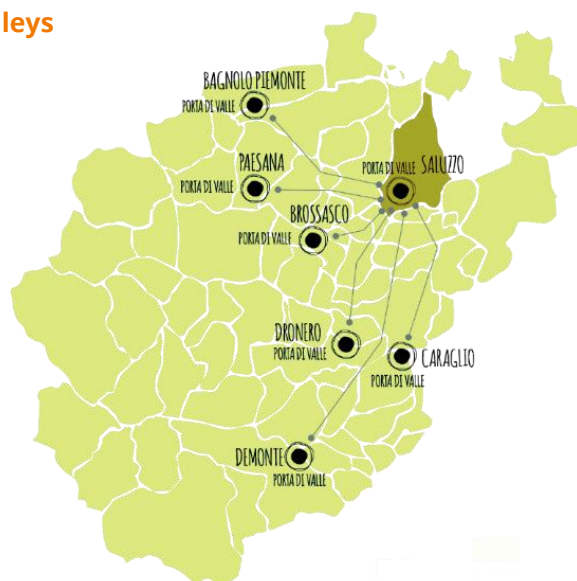 leys
BAGNOLO PIEMONTE
PORTA DI VALLE
PAESANA
PORTA DI VALLE
PORTA DI VALLE SALUZZO
BROSSASCO
PORTA DI VALLE
DRONERO
PORTA DI VALLE
CARAGLIO
PORTA DI VALLE
DEMONTE
PORTA DI VALLE